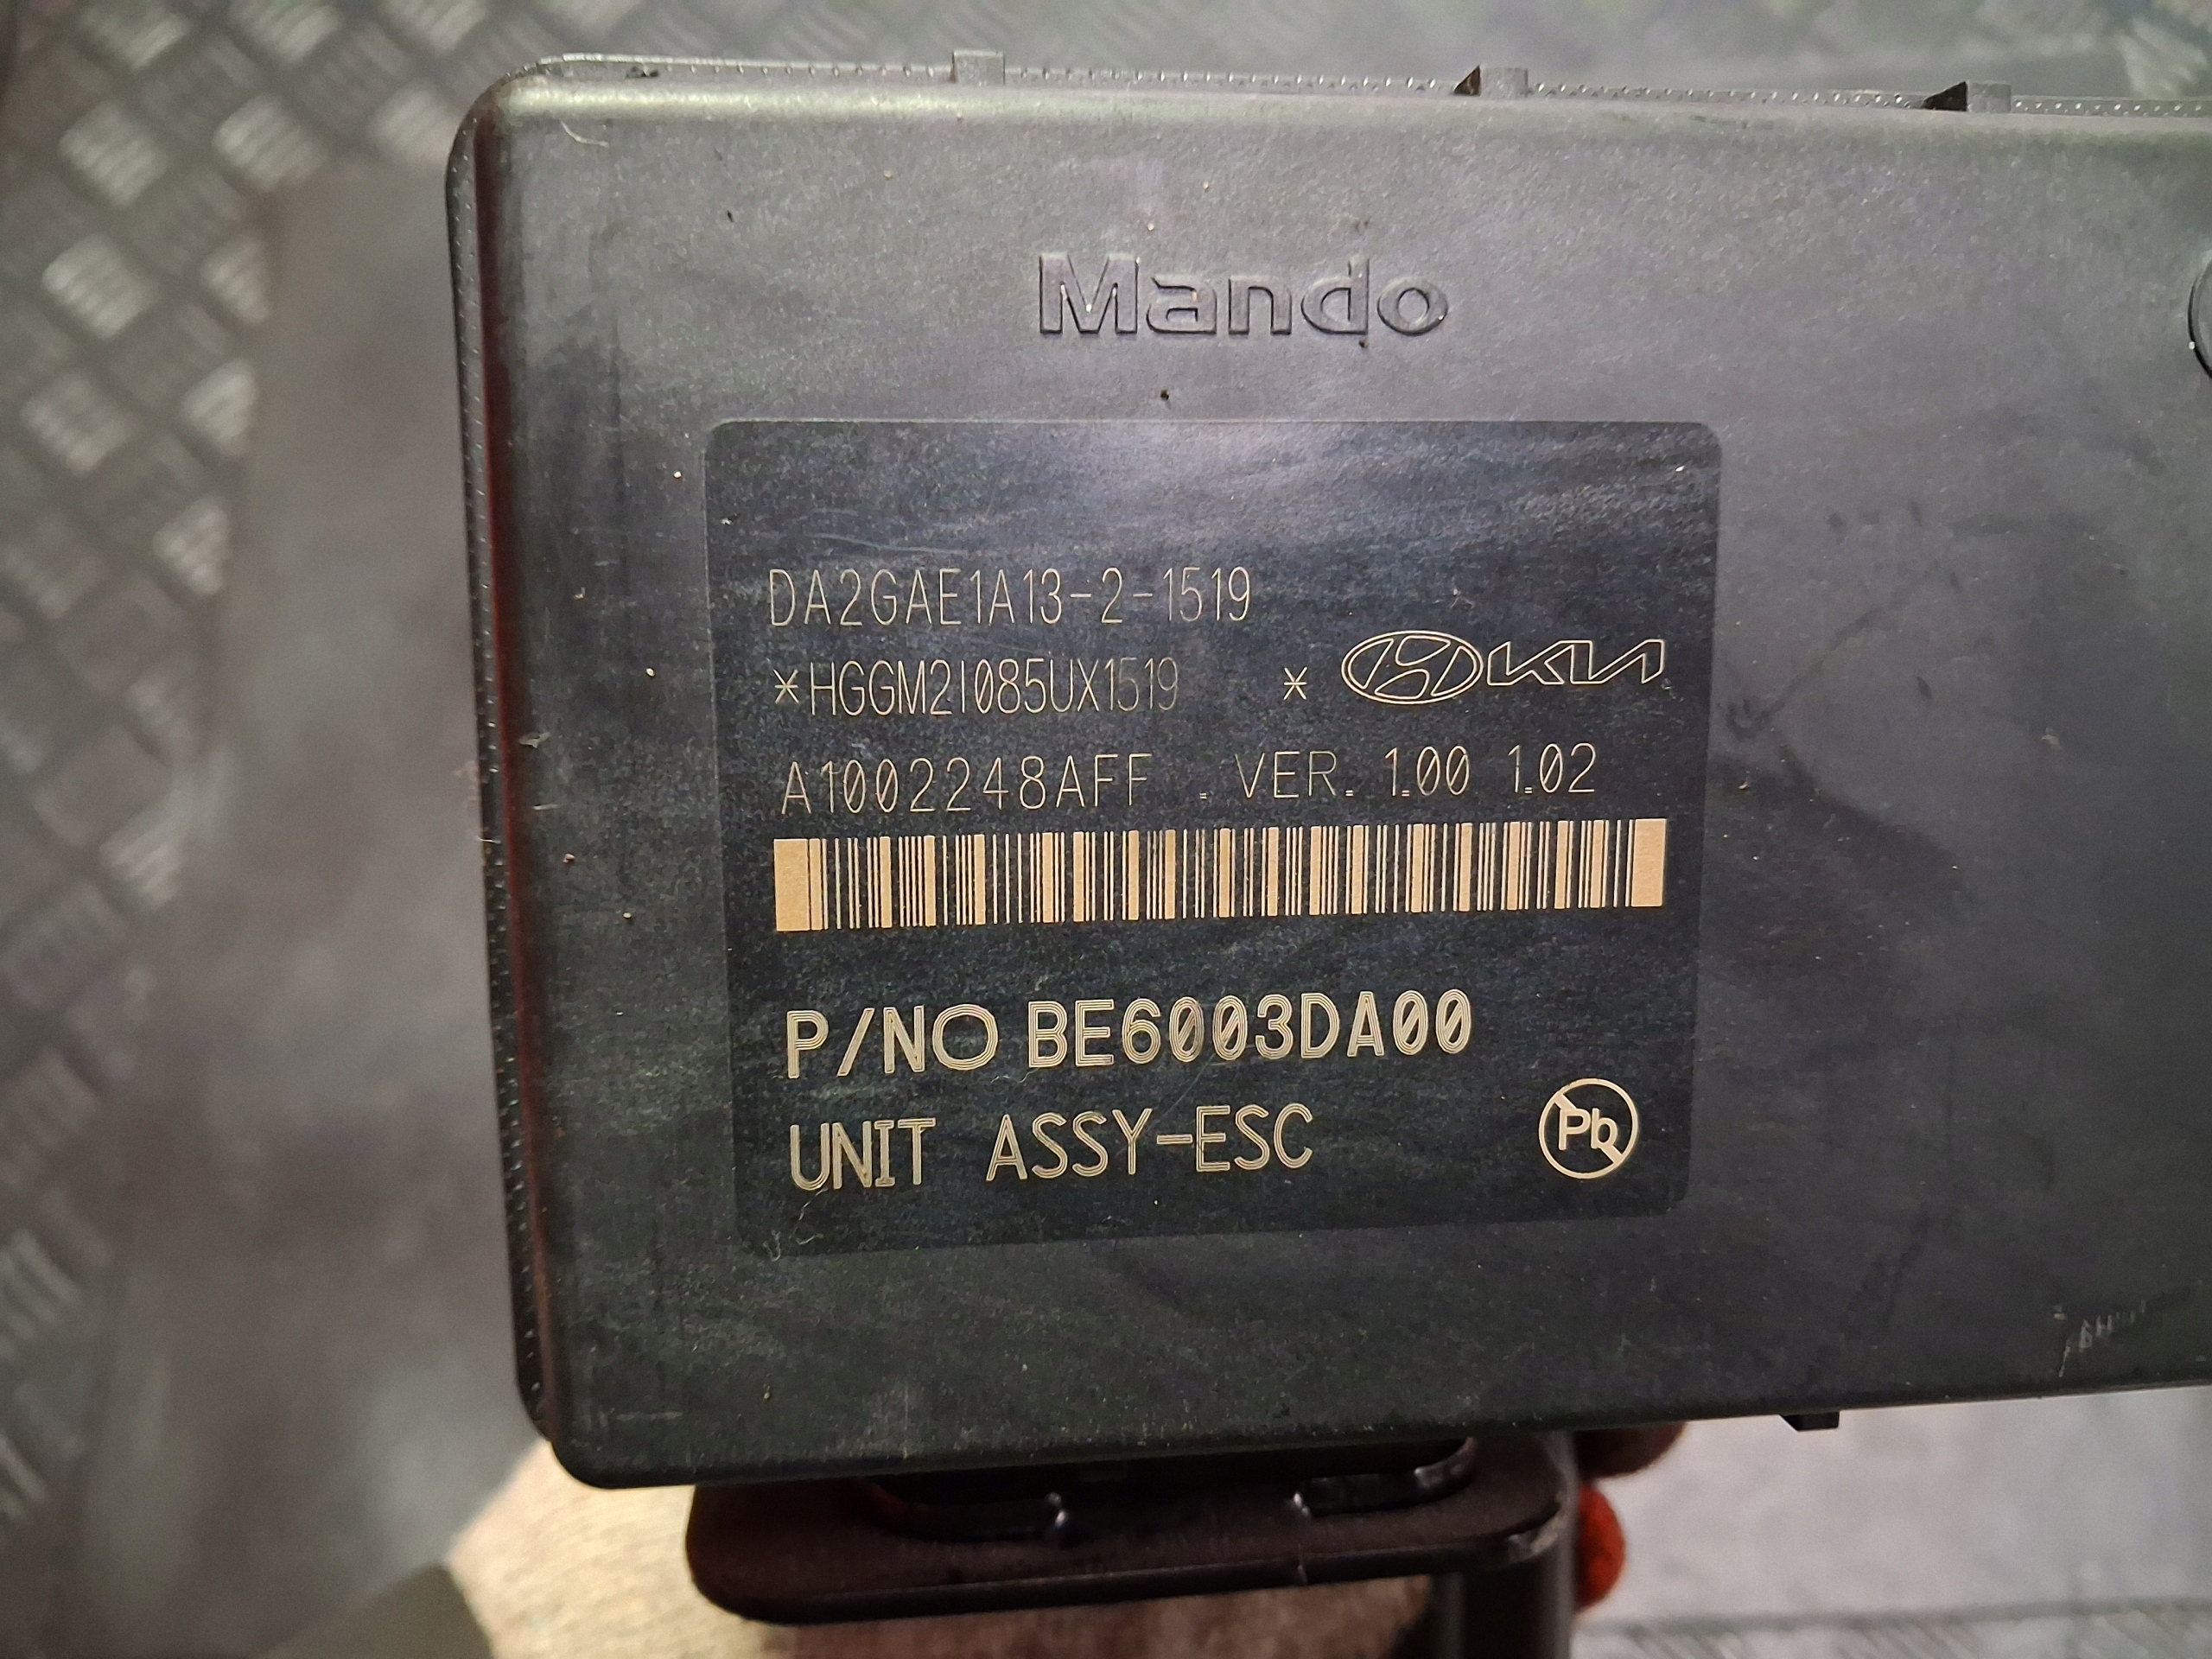 Mando
DA2GAE1A13-2-1519
*HGGM2I085UX1519 * KIA
A1002248AFF . VER. 1.00 1.02
P/NO BE6003DA00
UNIT ASSY-ESC
Pb